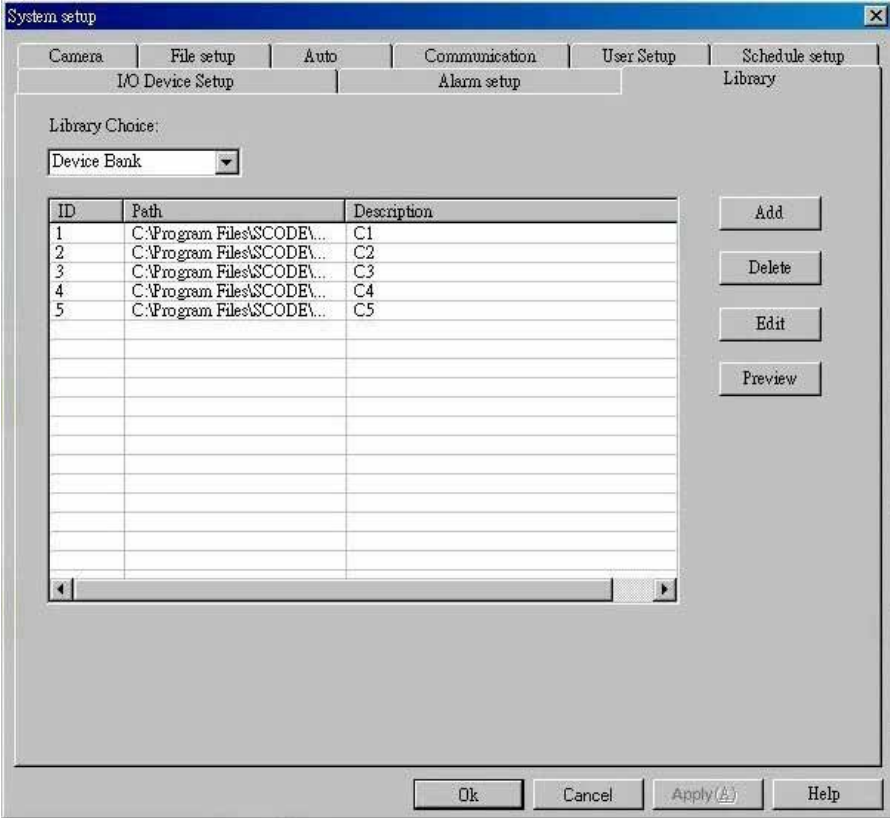 System setup
Camera File setup Auto Communication User Setup Schedule setup
I/O Device Setup Alarm setup Library
Library Choice:
Device Bank
ID Path Description
1 C:\Program Files\SCODE\... C1
2 C:\Program Files\SCODE\... C2
3 C:\Program Files\SCODE\... C3
4 C:\Program Files\SCODE\... C4
5 C:\Program Files\SCODE\... C5
Add
Delete
Edit
Preview
Ok Cancel Apply(A) Help